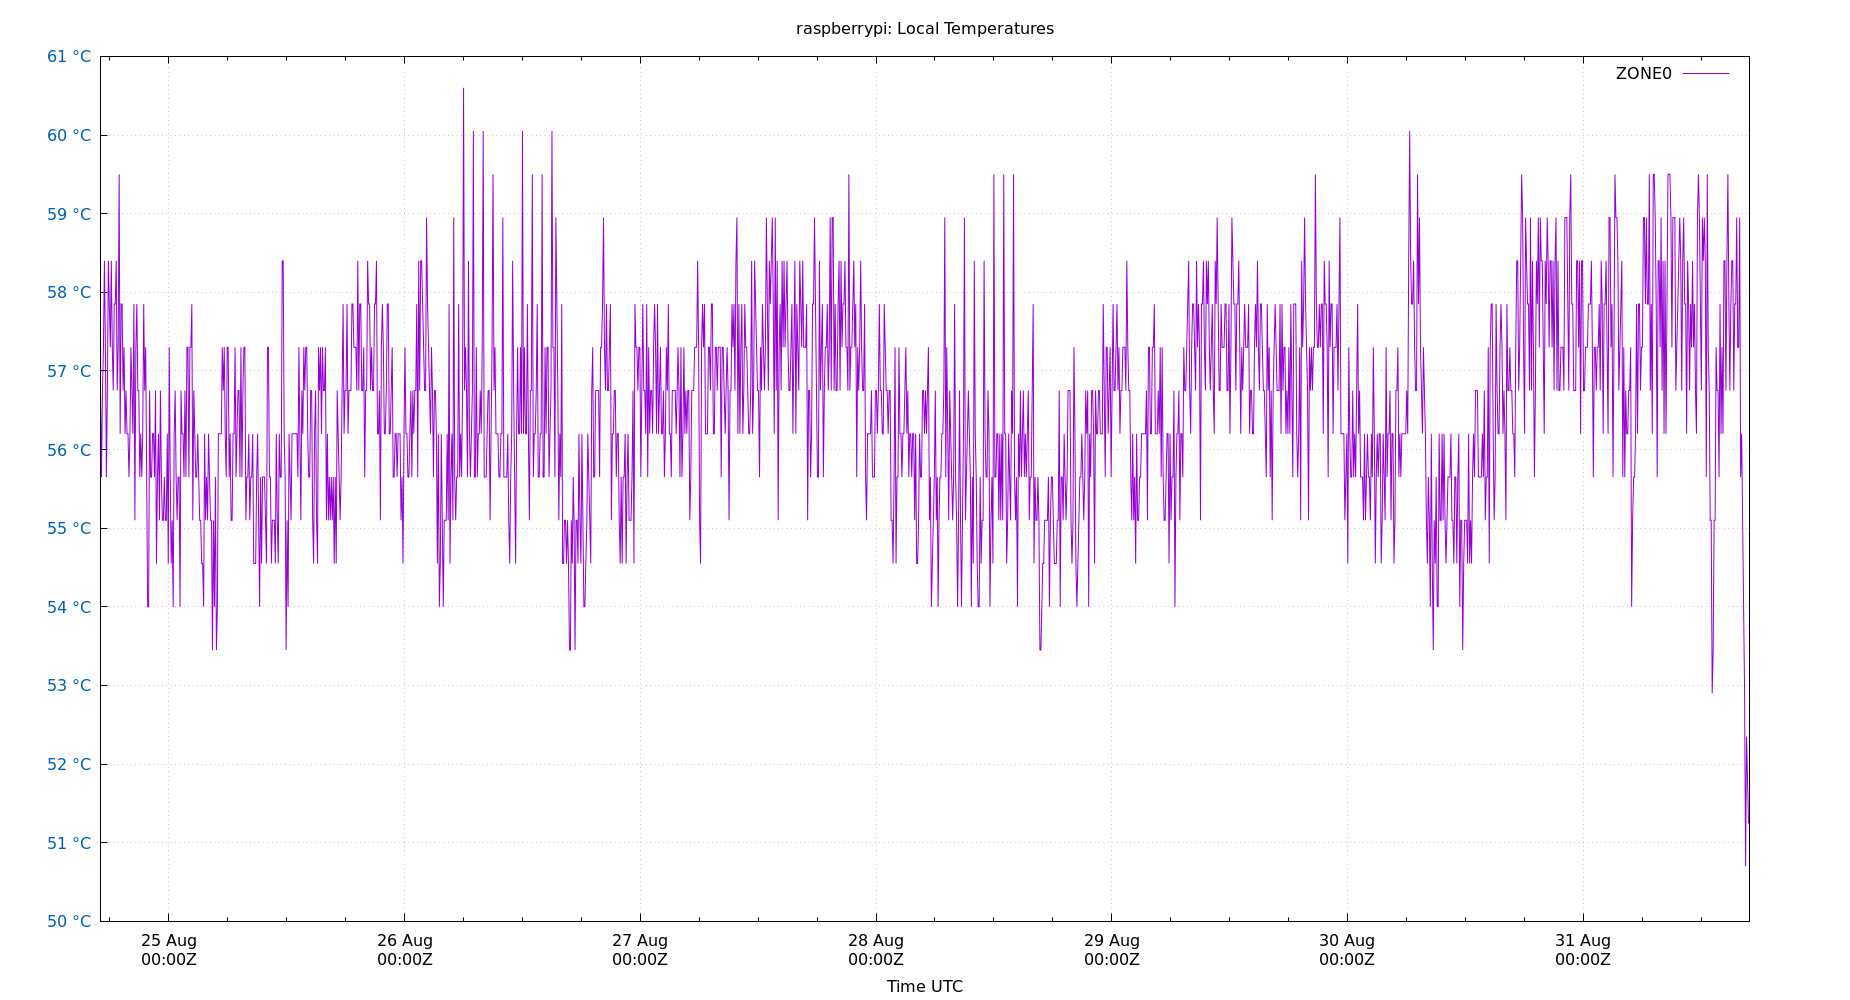 raspberrypi: Local Temperatures
61 °C
ZONE0
60 °C
59 °C
58 °C
57 °C
56 °C
55 °C
54 °C
53 °C
52 °C
51 °C
50 °C
25 Aug 26 Aug 27 Aug 28 Aug 29 Aug 30 Aug 31 Aug
00:00Z 00:00Z 00:00Z 00:00Z 00:00Z 00:00Z 00:00Z
Time UTC